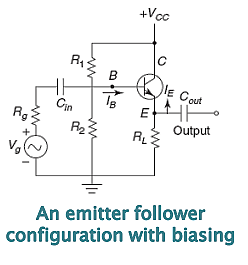 +VCC
R1
C
B
IE
Cout
Cin
IB
Rg
E
R2
RL
Output
+
Vg
−
An emitter follower
configuration with biasing